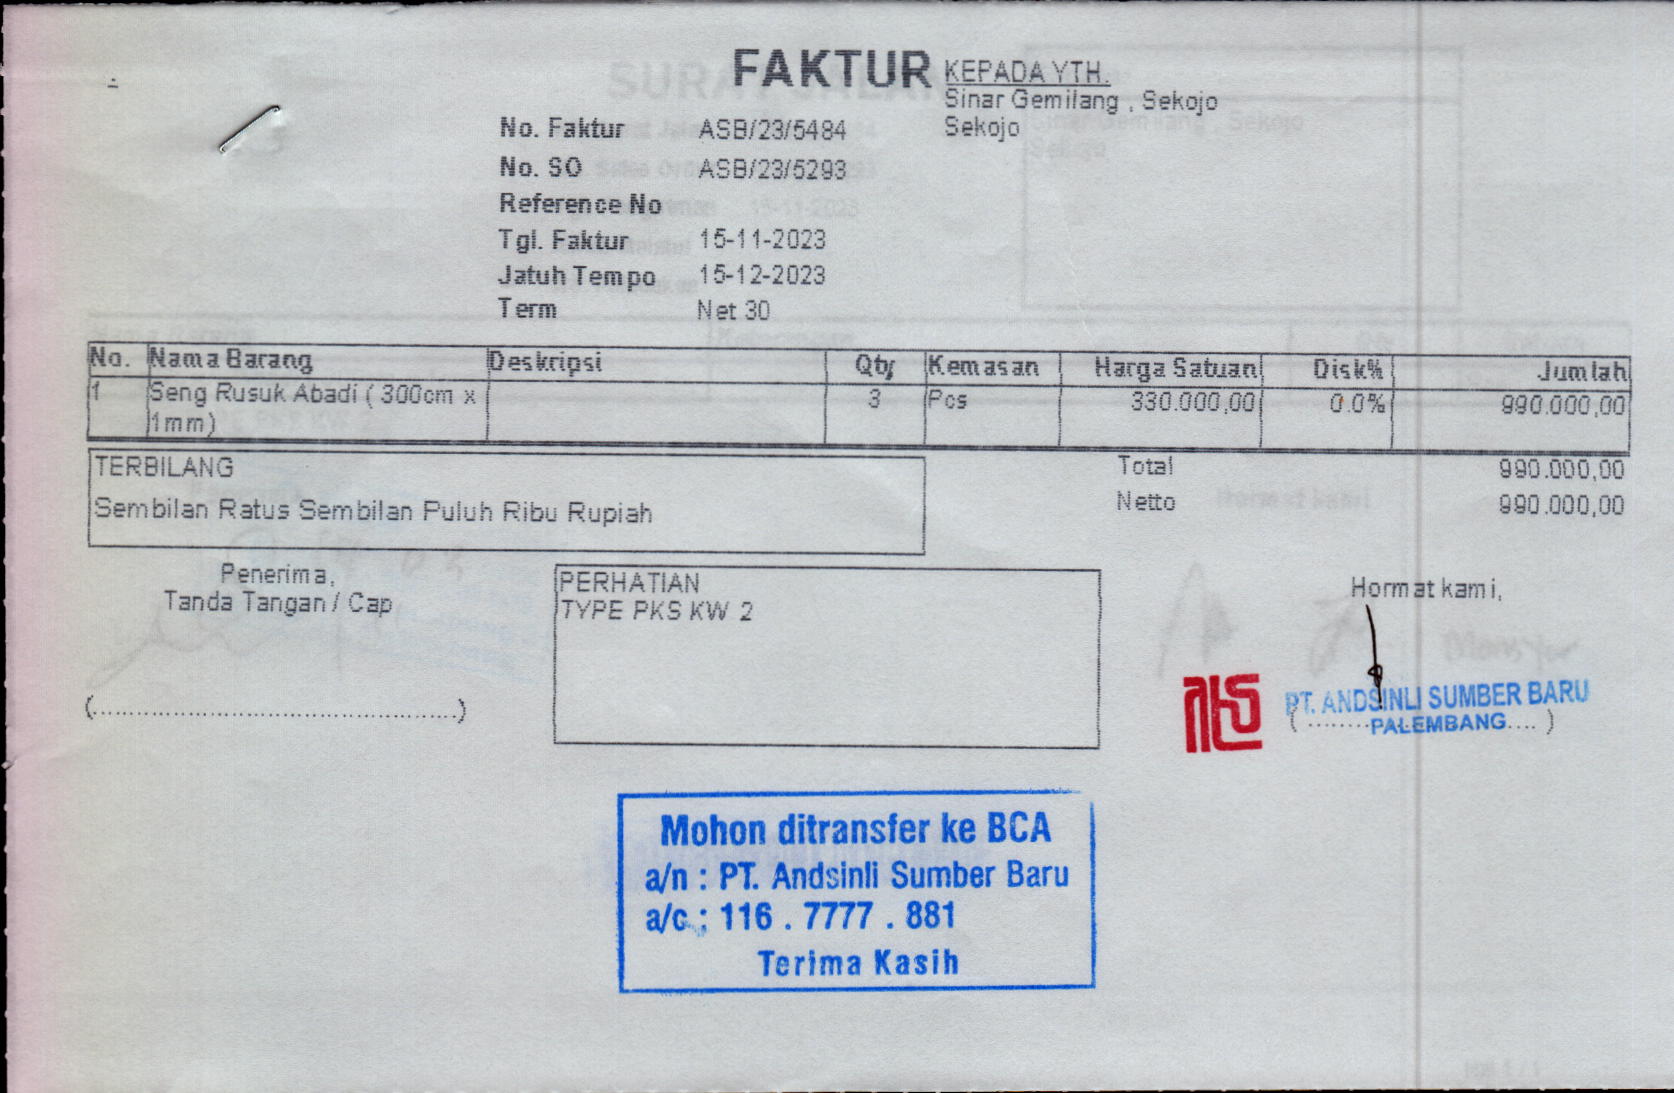 FAKTUR
KEPADA YTH.
Sinar Gemilang , Sekojo
Sekojo
No. Faktur ASB/23/5484
No. SO ASB/23/5293
Reference No
Tgl. Faktur 15-11-2023
Jatuh Tempo 15-12-2023
Term Net 30
No. Nama Barang Deskripsi Qty Kemasan Harga Satuan Disk% Jumlah
1 Seng Rusuk Abadi ( 300cm x 3 Pcs 330.000,00 0.0% 990.000,00
1mm)
TERBILANG
Sembilan Ratus Sembilan Puluh Ribu Rupiah
Total 990.000,00
Netto 990.000,00
Penerima,
Tanda Tangan / Cap
(..............................................)
PERHATIAN
TYPE PKS KW 2
Hormat kami,
PT. ANDSINLI SUMBER BARU
PALEMBANG
Mohon ditransfer ke BCA
a/n : PT. Andsinli Sumber Baru
a/c : 116 . 7777 . 881
Terima Kasih